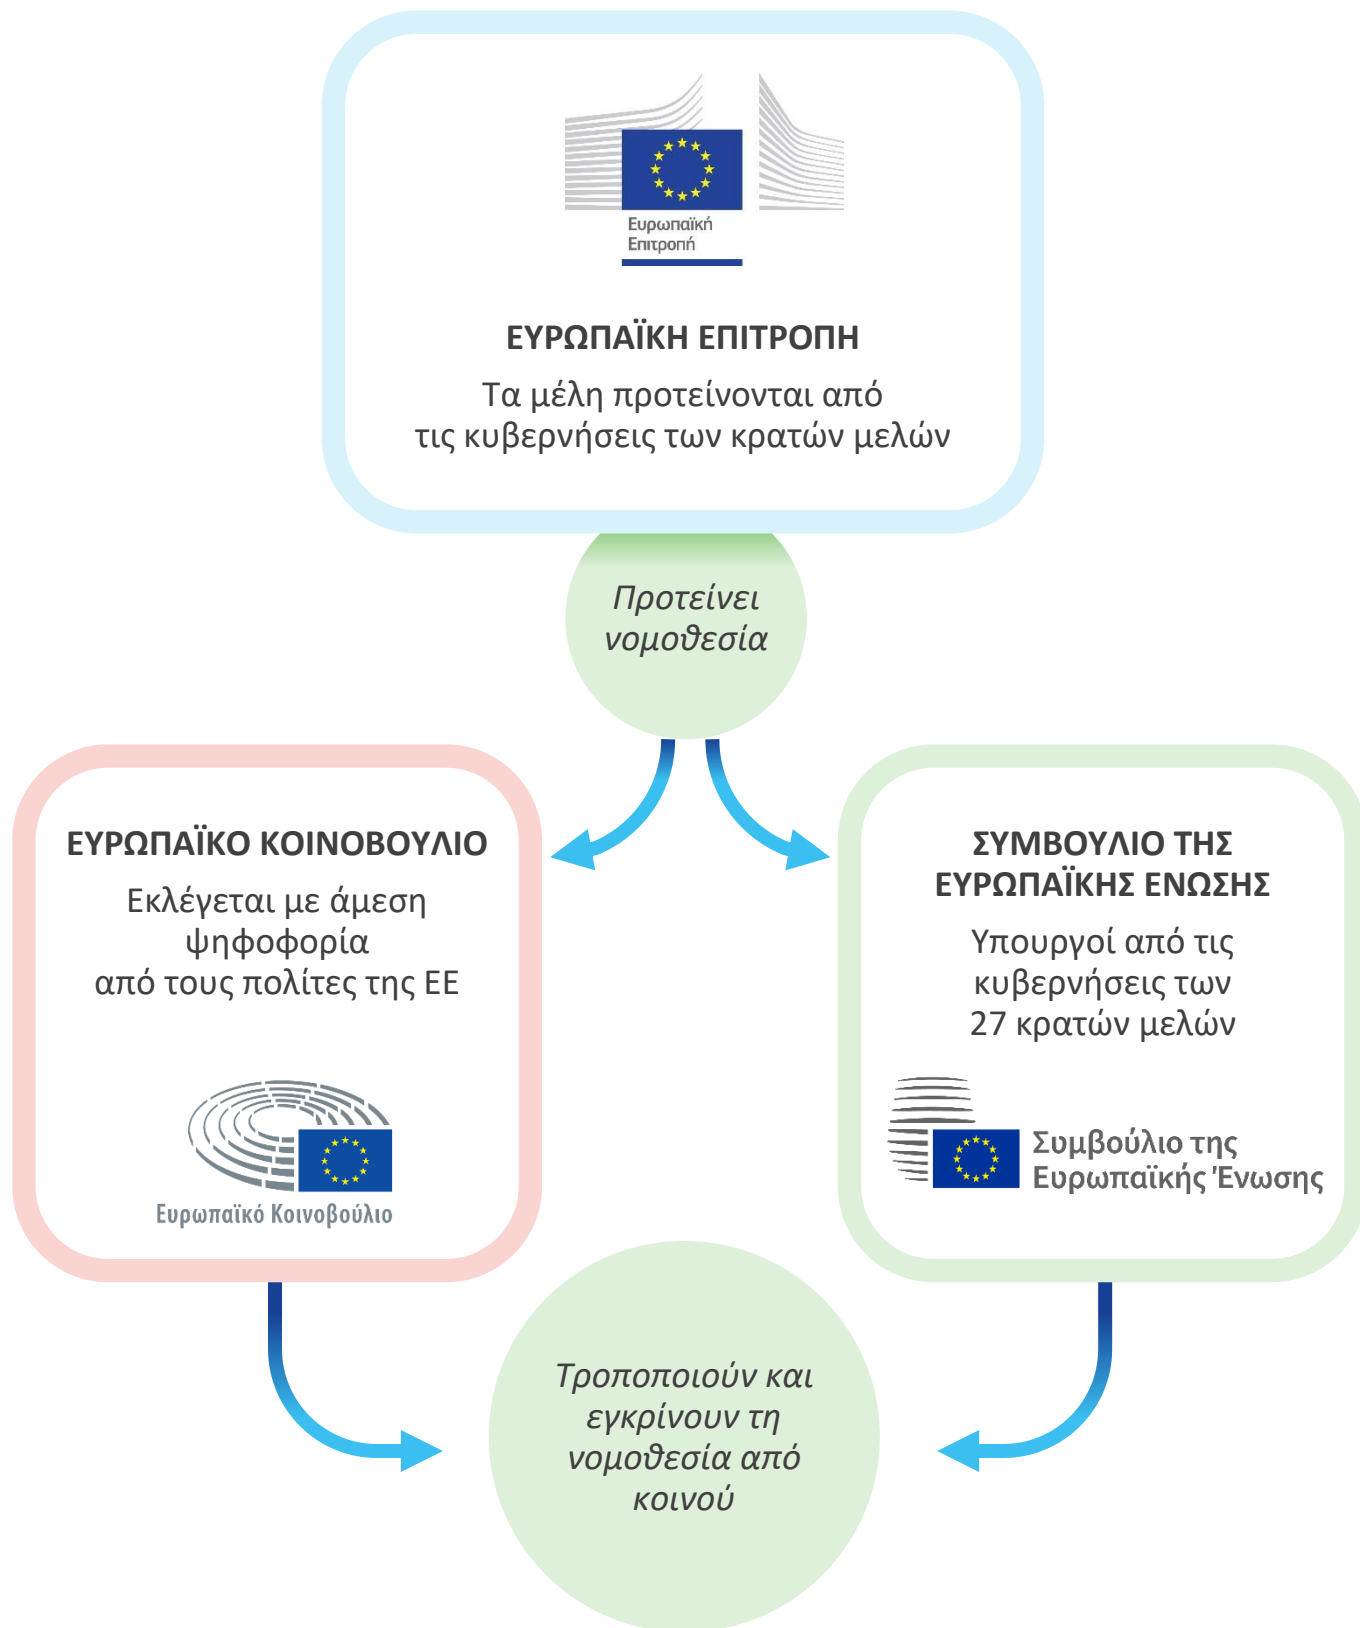 Ευρωπαϊκή
Επιτροπή
ΕΥΡΩΠΑΪΚΗ ΕΠΙΤΡΟΠΗ
Τα μέλη προτείνονται από
τις κυβερνήσεις των κρατών μελών
Προτείνει
νομοθεσία
ΕΥΡΩΠΑΪΚΟ ΚΟΙΝΟΒΟΥΛΙΟ
Εκλέγεται με άμεση
ψηφοφορία
από τους πολίτες της ΕΕ
Ευρωπαϊκό Κοινοβούλιο
ΣΥΜΒΟΥΛΙΟ ΤΗΣ
ΕΥΡΩΠΑΪΚΗΣ ΕΝΩΣΗΣ
Υπουργοί από τις
κυβερνήσεις των
27 κρατών μελών
Συμβούλιο της
Ευρωπαϊκής Ένωσης
Τροποποιούν και
εγκρίνουν τη
νομοθεσία από
κοινού